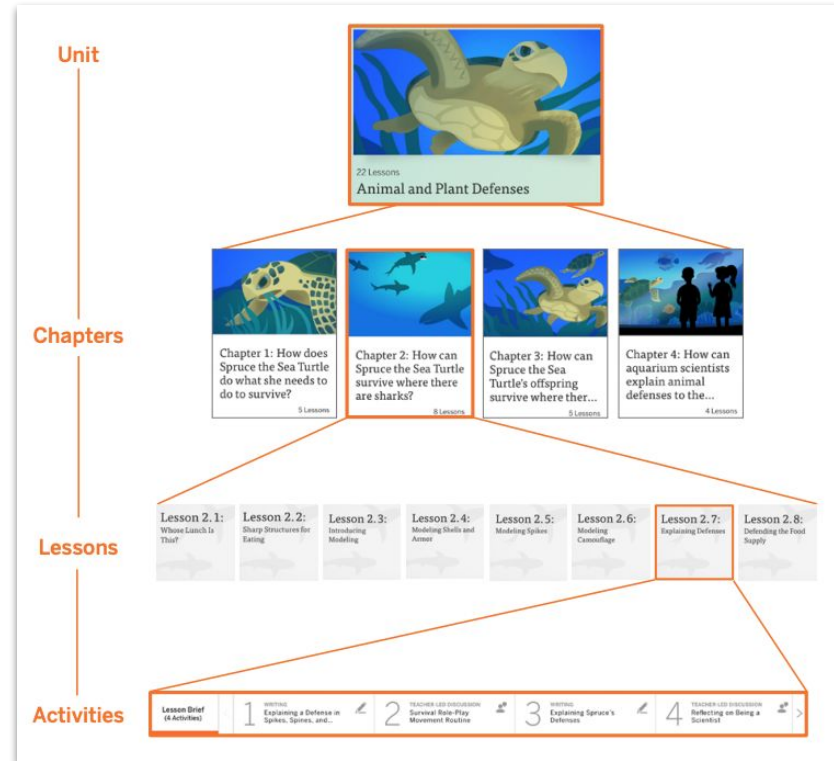 Unit
22 Lessons
Animal and Plant Defenses
Chapters
Chapter 1: How does
Spruce the Sea Turtle
do what she needs to
do to survive?
5 Lessons
Chapter 2: How can
Spruce the Sea Turtle
survive where there
are sharks?
8 Lessons
Chapter 3: How can
Spruce the Sea
Turtle's offspring
survive where ther...
5 Lessons
Chapter 4: How can
aquarium scientists
explain animal
defenses to the...
4 Lessons
Lessons
Lesson 2.1:
Whose Lunch Is
This?
Lesson 2.2:
Sharp Structures for
Eating
Lesson 2.3:
Introducing
Modeling
Lesson 2.4:
Modeling Shells and
Armor
Lesson 2.5:
Modeling Spikes
Lesson 2.6:
Modeling
Camouflage
Lesson 2.7:
Explaining Defenses
Lesson 2.8:
Defending the Food
Supply
Activities
Lesson Brief
(4 Activities)
1
WRITING
Explaining a Defense in
Spikes, Spines, and...
2
TEACHER-LED DISCUSSION
Survival Role-Play
Movement Routine
3
WRITING
Explaining Spruce's
Defenses
4
TEACHER-LED DISCUSSION
Reflecting on Being a
Scientist